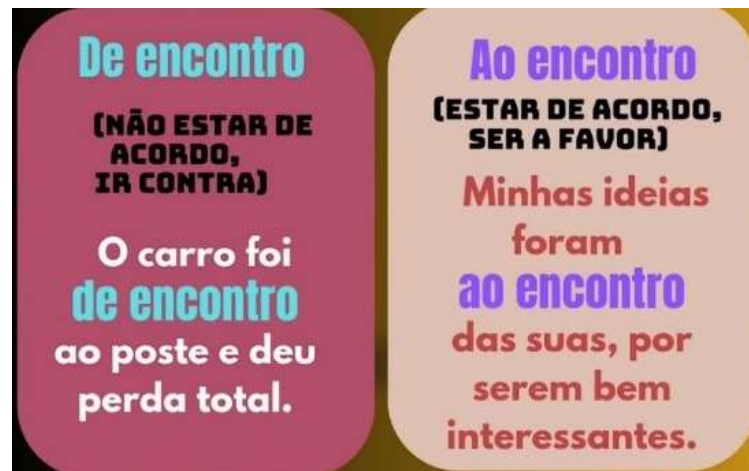 De encontro
(NÃO ESTAR DE
ACORDO,
IR CONTRA)
O carro foi
de encontro
ao poste e deu
perda total.
Ao encontro
(ESTAR DE ACORDO,
SER A FAVOR)
Minhas ideias
foram
ao encontro
das suas, por
serem bem
interessantes.